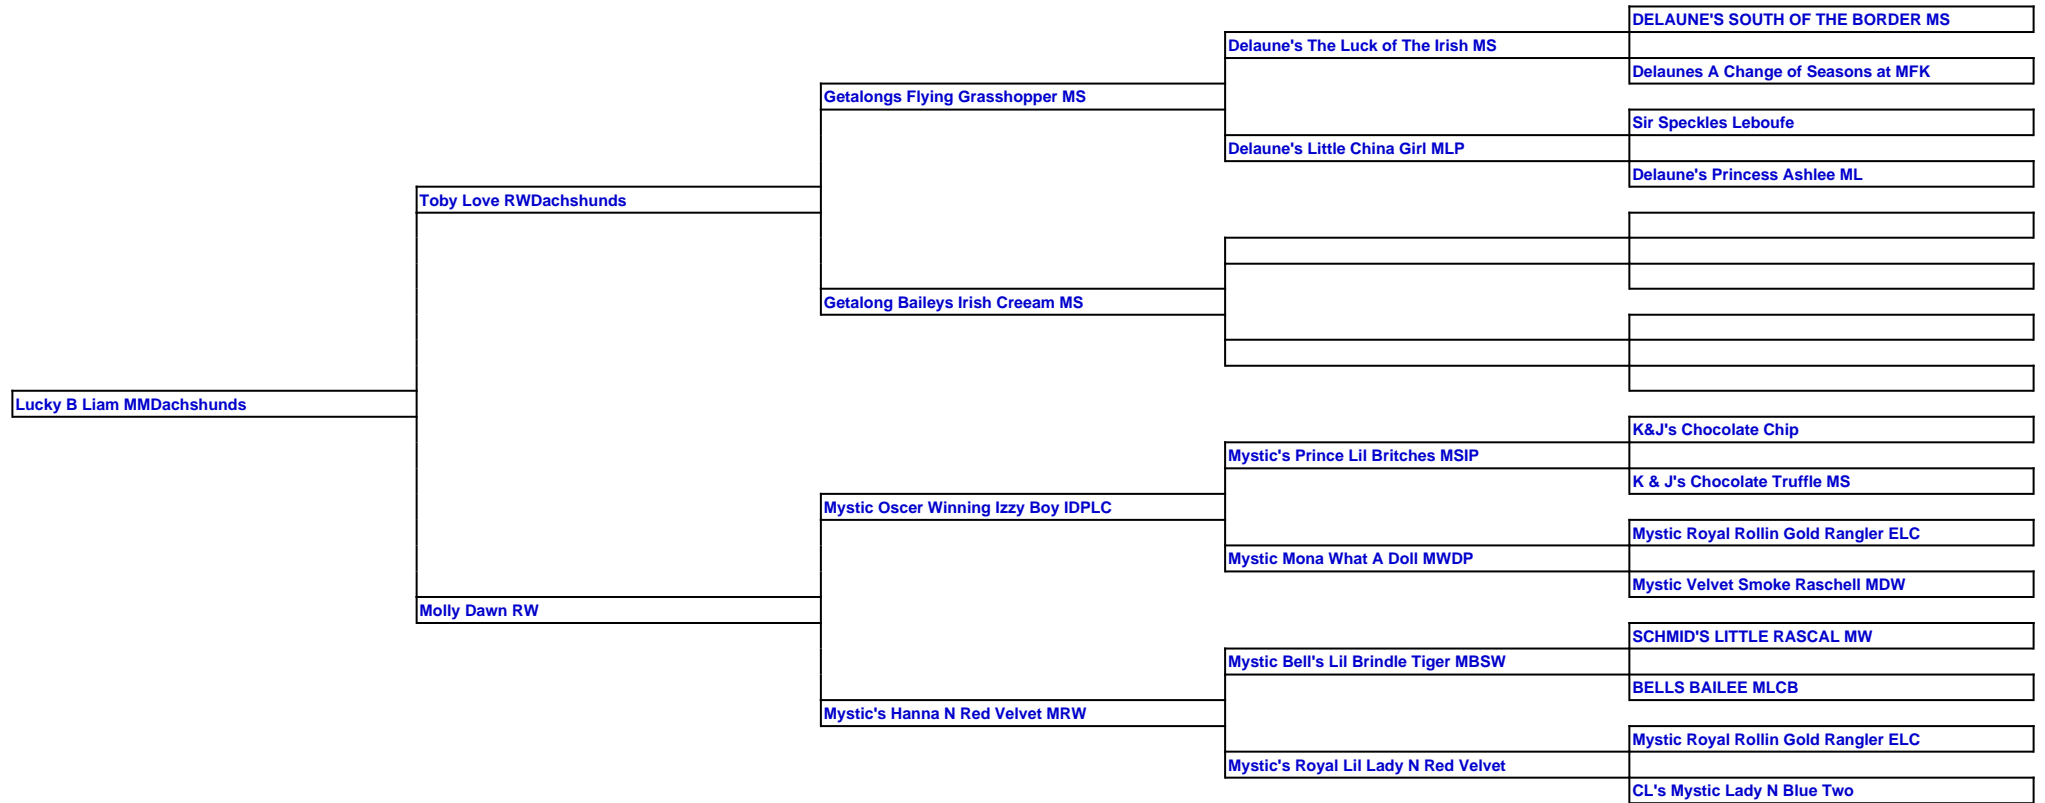 DELAUNE'S SOUTH OF THE BORDER MS
Delaune's The Luck of The Irish MS
Delaunes A Change of Seasons at MFK
Getalongs Flying Grasshopper MS
Sir Speckles Leboufe
Delaune's Little China Girl MLP
Delaune's Princess Ashlee ML
Toby Love RWDachshunds
Getalong Baileys Irish Creeam MS
Lucky B Liam MMDachshunds
K&J's Chocolate Chip
Mystic's Prince Lil Britches MSIP
K & J's Chocolate Truffle MS
Mystic Oscer Winning Izzy Boy IDPLC
Mystic Royal Rollin Gold Rangler ELC
Mystic Mona What A Doll MWDP
Mystic Velvet Smoke Raschell MDW
Molly Dawn RW
SCHMID'S LITTLE RASCAL MW
Mystic Bell's Lil Brindle Tiger MBSW
BELLS BAILEE MLCB
Mystic's Hanna N Red Velvet MRW
Mystic Royal Rollin Gold Rangler ELC
Mystic's Royal Lil Lady N Red Velvet
CL's Mystic Lady N Blue Two